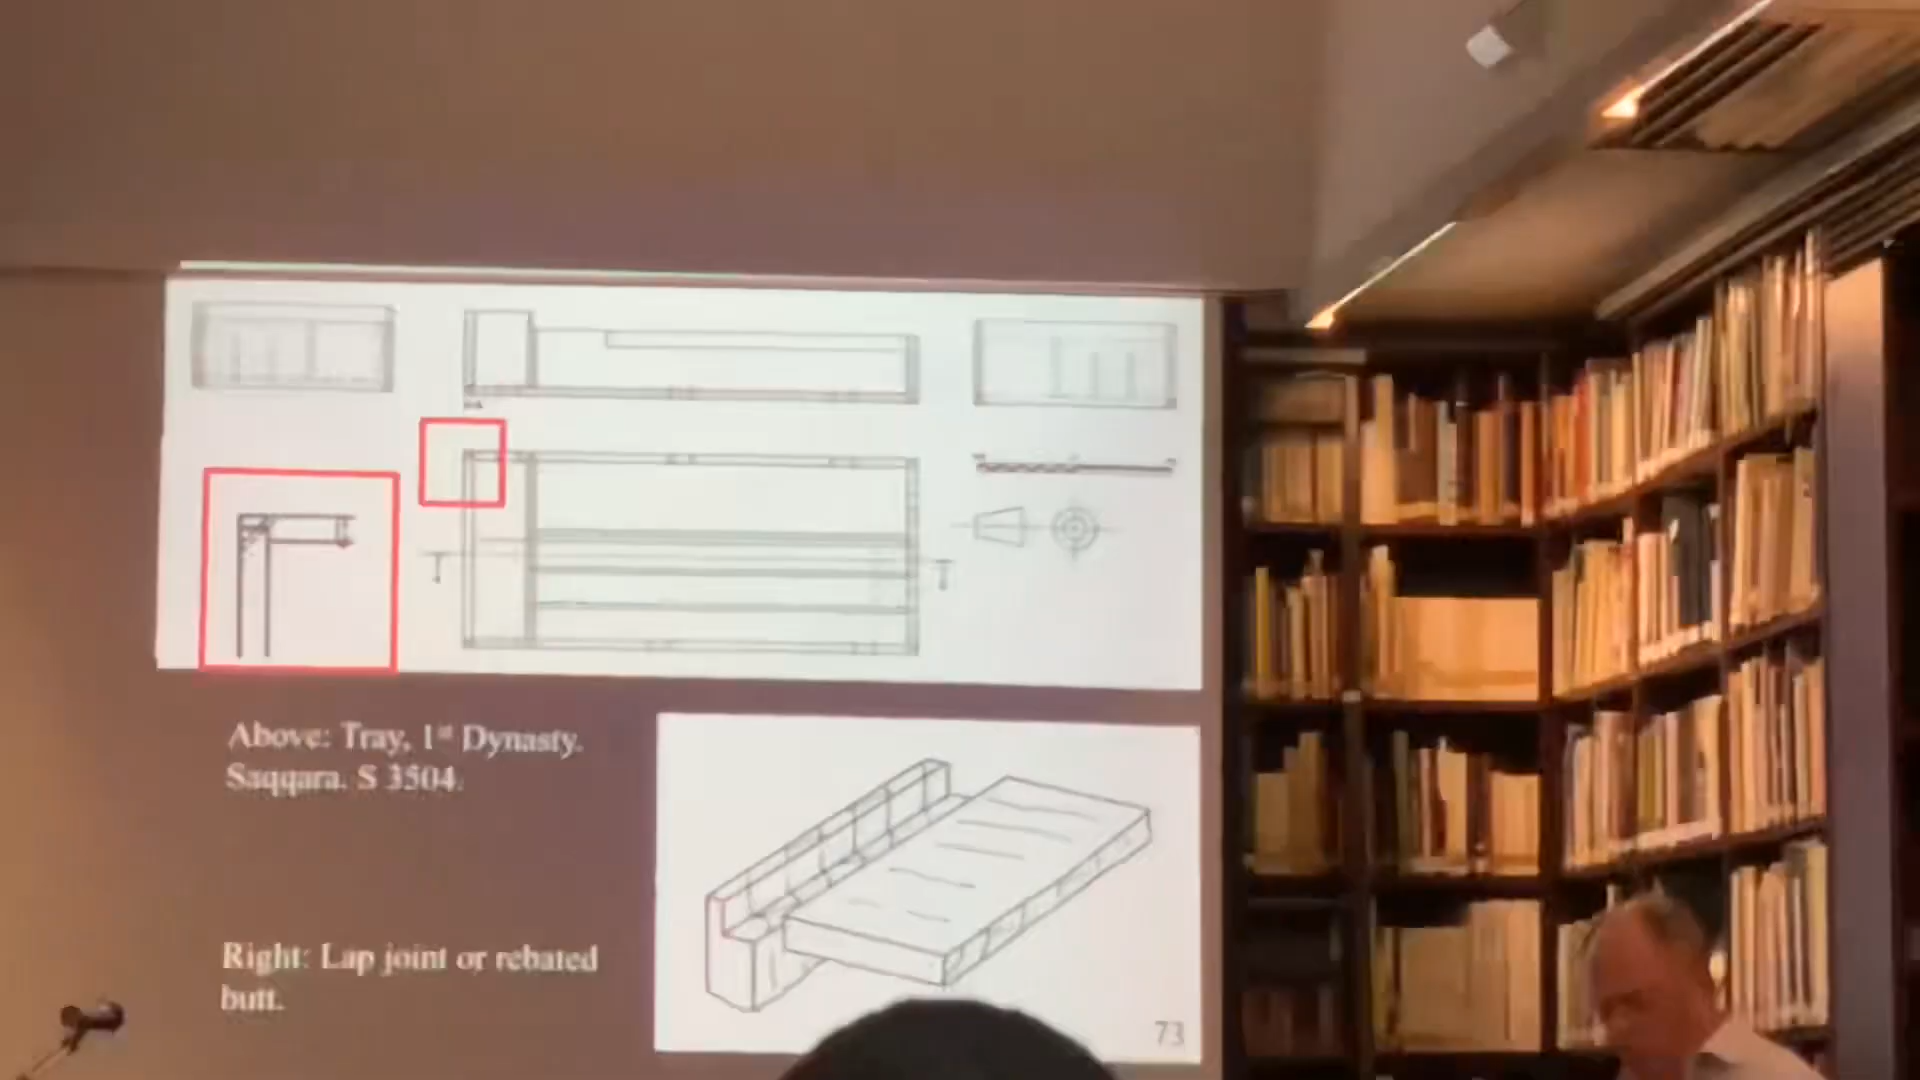 Above: Tray, 1st Dynasty.
Saqqara. S 3504.
Right: Lap joint or rebated
butt.
73